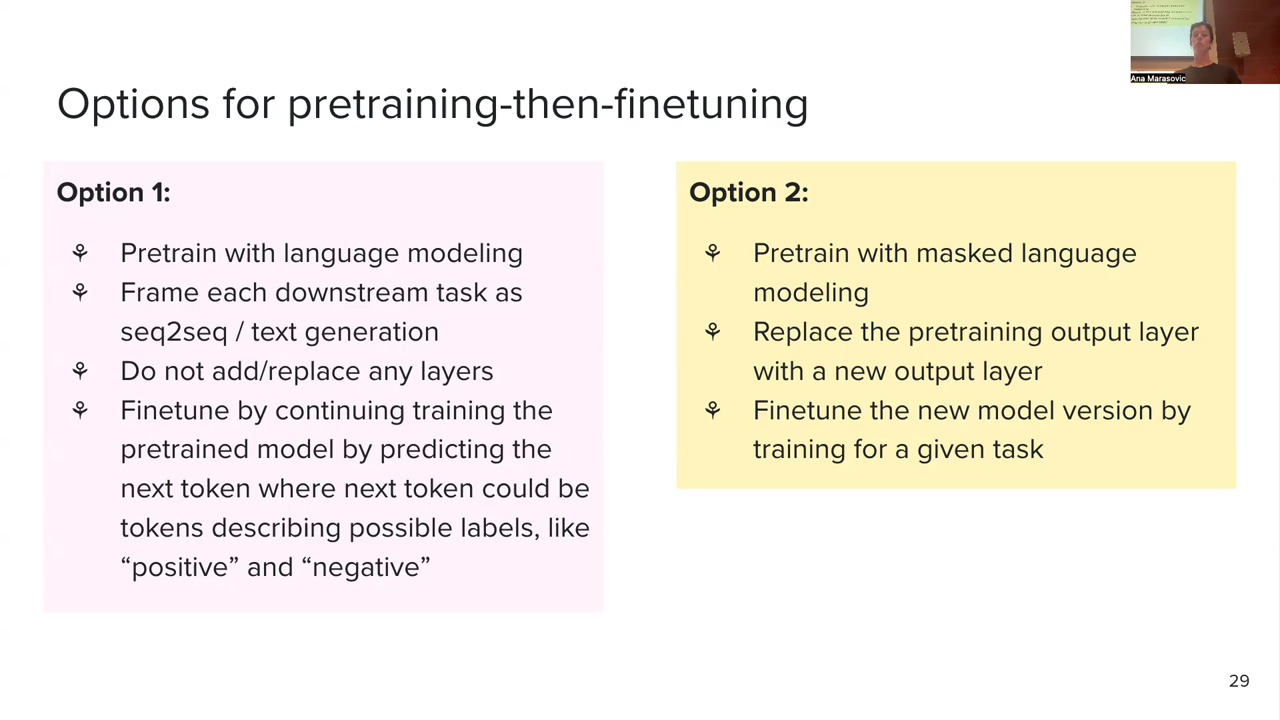 Ana Marasovic
Options for pretraining-then-finetuning
Option 1:
⚘ Pretrain with language modeling
⚘ Frame each downstream task as
seq2seq / text generation
⚘ Do not add/replace any layers
⚘ Finetune by continuing training the
pretrained model by predicting the
next token where next token could be
tokens describing possible labels, like
“positive” and “negative”
Option 2:
⚘ Pretrain with masked language
modeling
⚘ Replace the pretraining output layer
with a new output layer
⚘ Finetune the new model version by
training for a given task
29